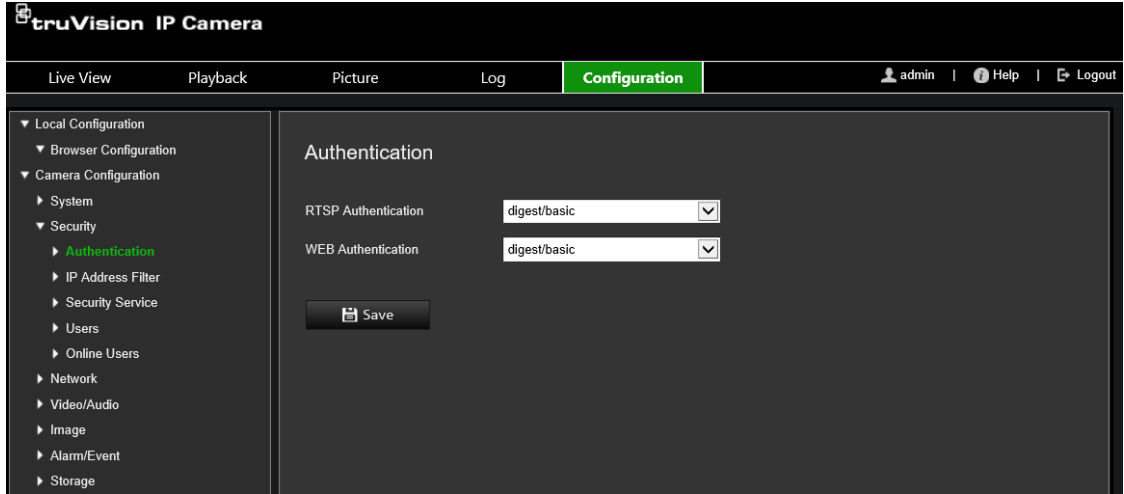 truVision IP Camera
Live View Playback Picture Log Configuration admin | Help | Logout
Local Configuration
Browser Configuration
Camera Configuration
System
Security
Authentication
IP Address Filter
Security Service
Users
Online Users
Network
Video/Audio
Image
Alarm/Event
Storage
Authentication
RTSP Authentication digest/basic
WEB Authentication digest/basic
Save